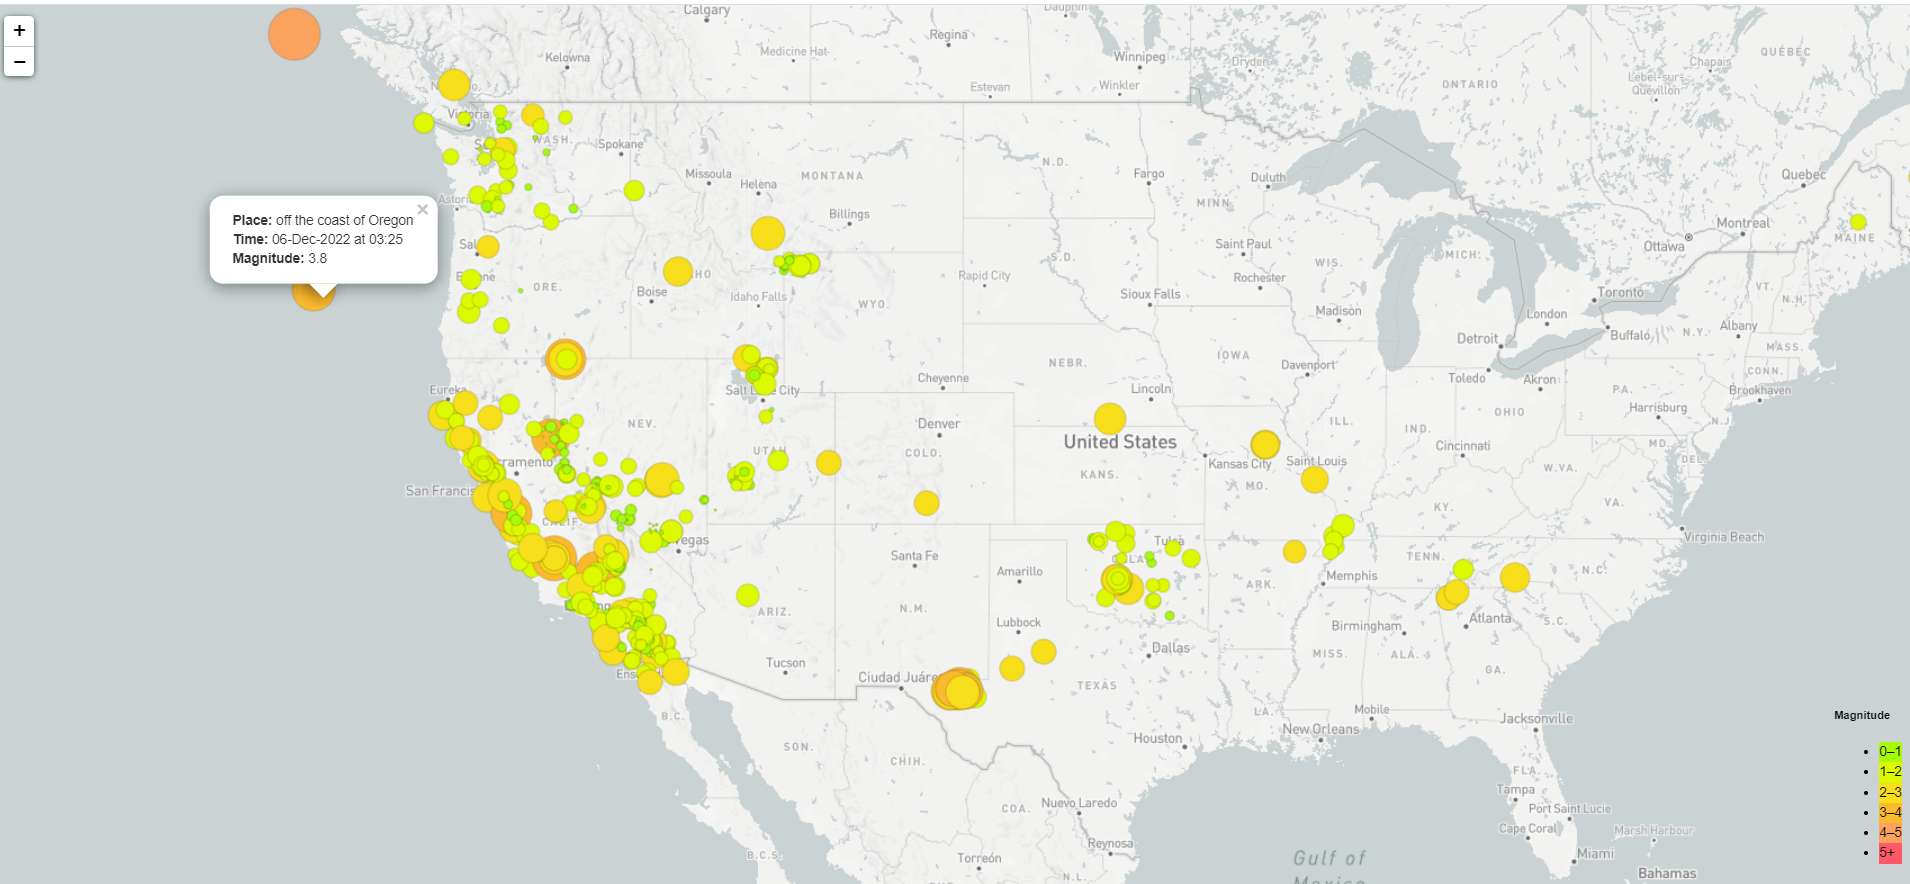 +
−
Calgary
Dauphin
Regina
Medicine Hat
Kelowna
Winnipeg
Dryden
Chapais
QUÉBEC
Estevan
Winkler
ONTARIO
Lebel-sur-
Quévillon
Victoria
WASH.
Spokane
N.D.
Missoula
Helena
MONTANA
Fargo
Duluth
Quebec
MINN
Billings
Montreal
Ottawa
MAINE
×
Place: off the coast of Oregon
Time: 06-Dec-2022 at 03:25
Magnitude: 3.8
Saint Paul
MICH.
S.D.
WIS.
Rapid City
Rochester
Boise
Idaho Falls
ORE.
WYO.
Sioux Falls
Toronto
VT.
N.H.
Madison
London
Buffalo
N.Y.
Albany
Detroit
MASS.
IOWA
NEBR.
Davenport
CONN.
Cheyenne
Toledo
Akron
PA.
Brookhaven
Eureka
Salt Lake City
Lincoln
Harrisburg
OHIO
NEV.
Denver
ILL.
IND.
N.J.
United States
Cincinnati
MD.
UTAH
COLO.
Kansas City
Saint Louis
DEL.
W.VA.
KANS.
MO.
San Francis
KY.
VA.
CALIF.
Virginia Beach
Vegas
Tulsa
Santa Fe
TENN.
Amarillo
OKLA.
Memphis
N.C.
ARK.
ARIZ.
N.M.
Lubbock
Birmingham
Atlanta
S.C.
Dallas
MISS.
ALA.
Tucson
GA.
Ciudad Juáre
TEXAS
B.C.
LA.
Mobile
Jacksonville
Magnitude
New Orleans
Houston
SON.
CHIH.
0–1
1–2
2–3
3–4
4–5
5+
FLA.
Tampa
COA.
Nuevo Laredo
Port Saint Lucie
Cape Coral
Marsh Harbour
Reynosa
Miami
B.C.S.
Torreón
Gulf of
Mexico
N.L.
Bahamas